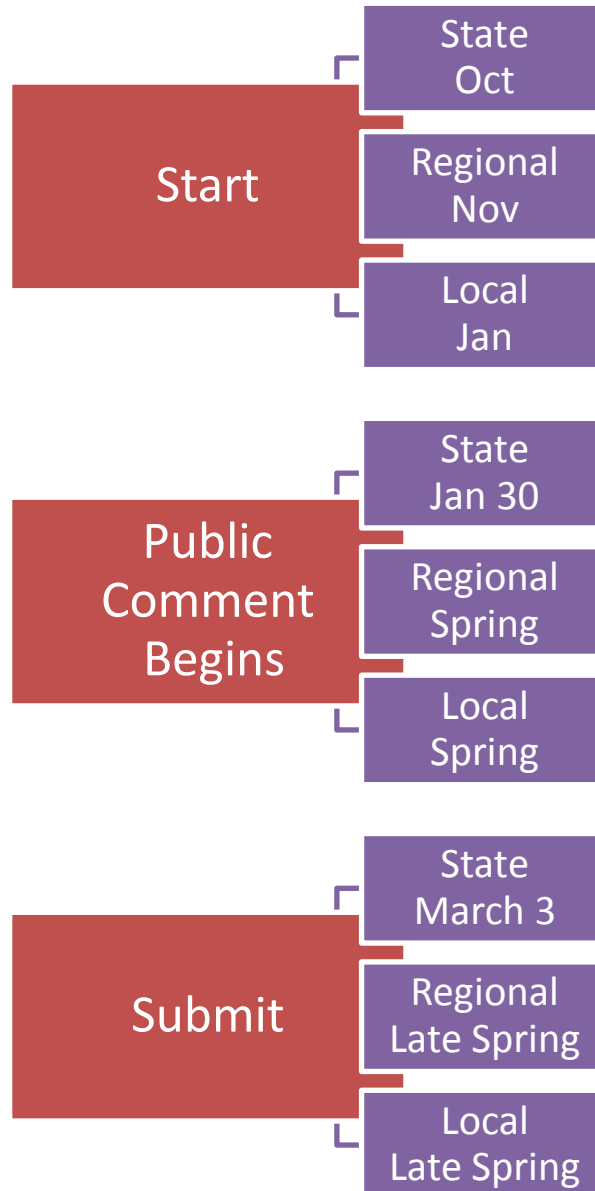 Start
State
Oct
Regional
Nov
Local
Jan
Public
Comment
Begins
State
Jan 30
Regional
Spring
Local
Spring
Submit
State
March 3
Regional
Late Spring
Local
Late Spring